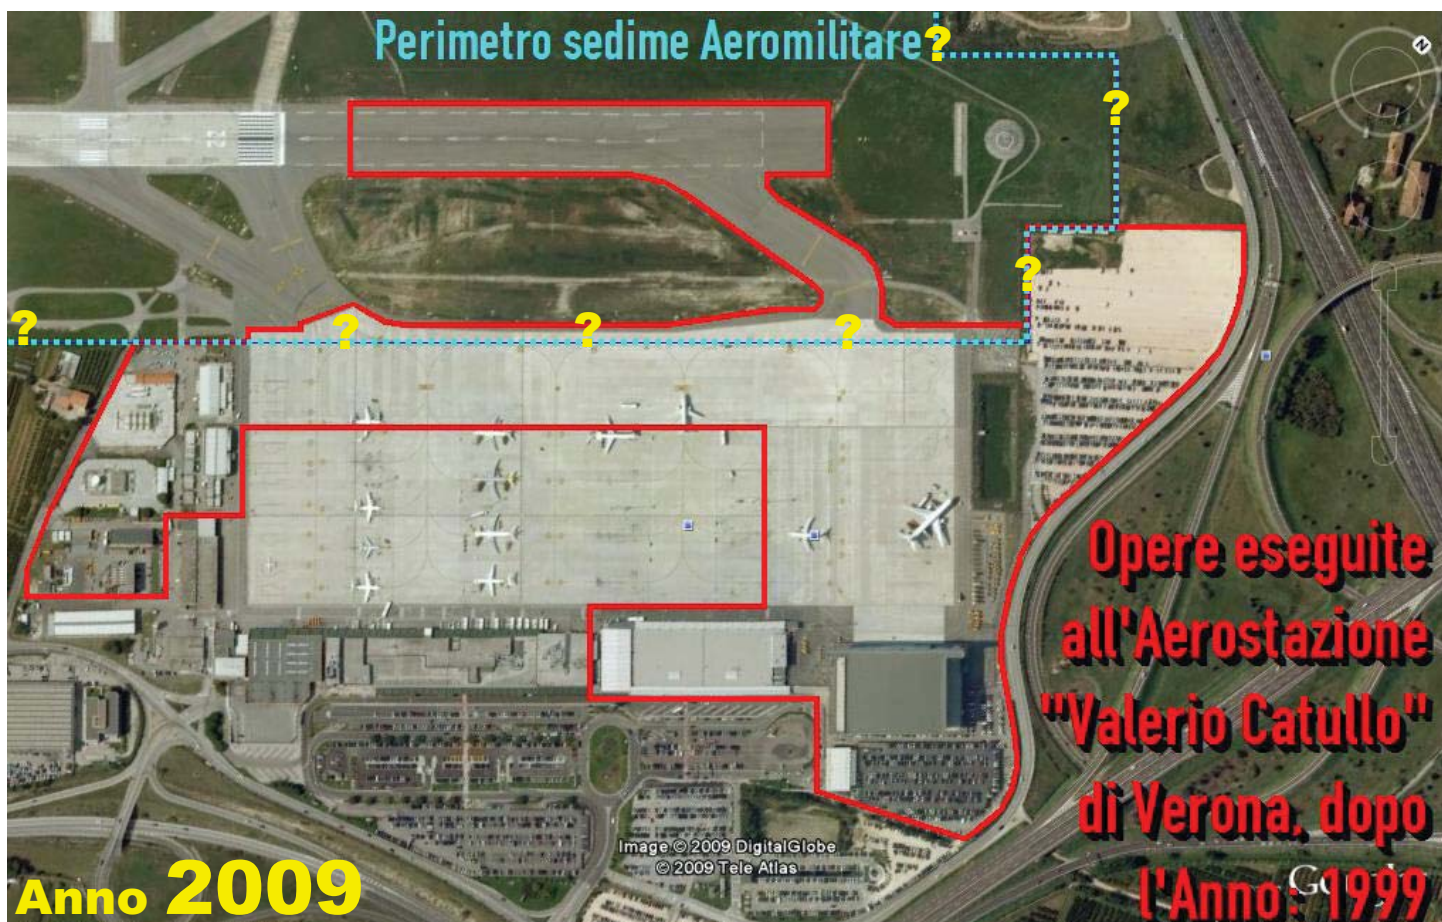 Perimetro sedime Aeromilitare
?
?
?
?
?
?
?
22
Opere eseguite
all'Aerostazione
"Valerio Catullo"
di Verona, dopo
l'Anno: 1999
Image © 2009 DigitalGlobe
© 2009 Tele Atlas
Anno 2009
N